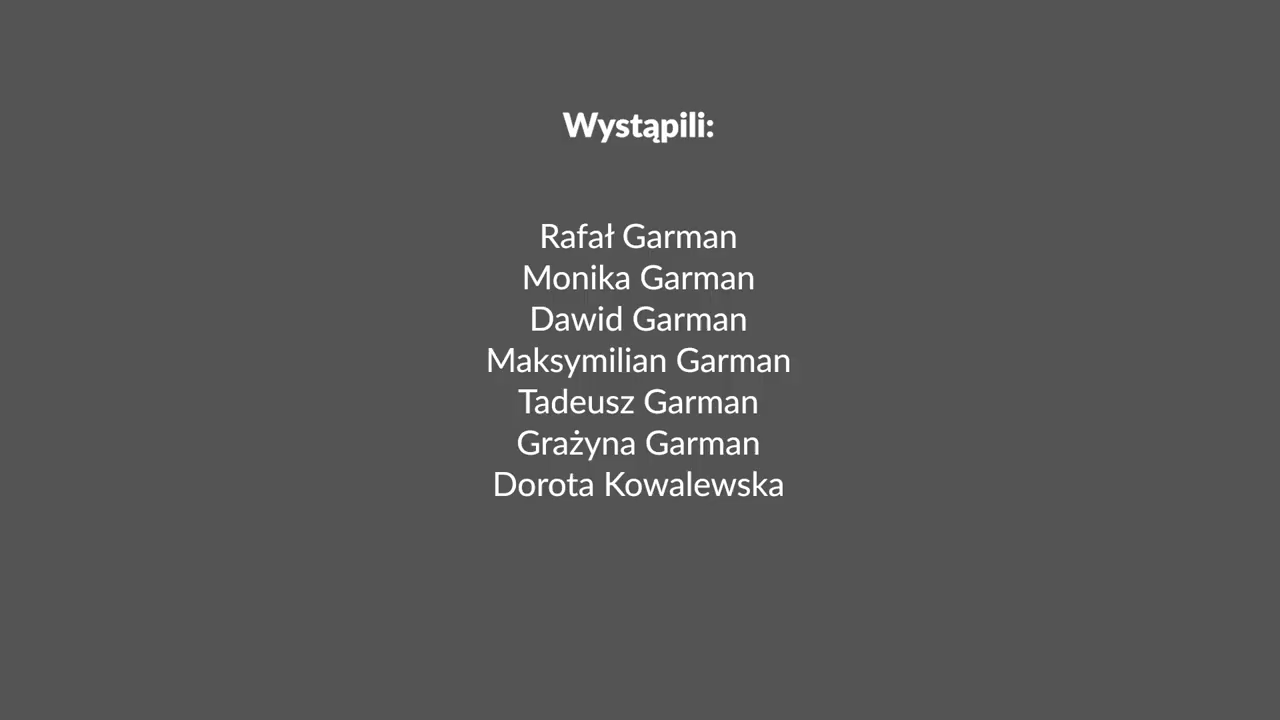 Wystąpili:
Rafał Garman
Monika Garman
Dawid Garman
Maksymilian Garman
Tadeusz Garman
Grażyna Garman
Dorota Kowalewska